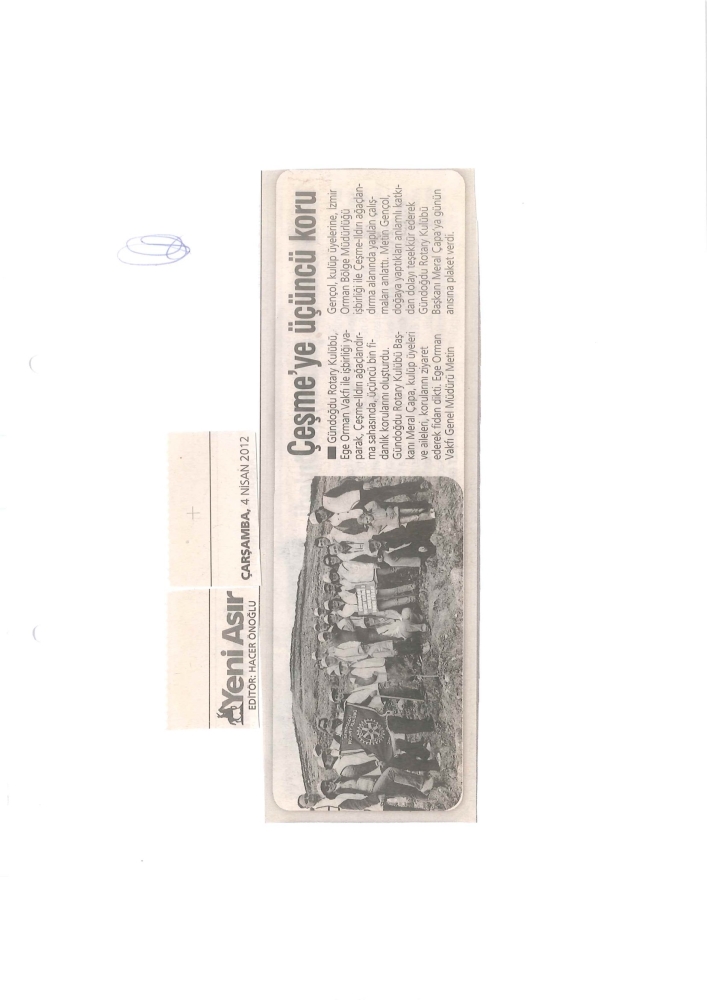 Yeni Asır
EDİTÖR: HACER ÖNOĞLU
ÇARŞAMBA, 4 NİSAN 2012
Çeşme'ye üçüncü koru
■ Gündoğdu Rotary Kulübü,
Ege Orman Vakfı ile işbirliği ya-
parak, Çeşme-Ildırı ağaçlandır-
ma sahasında, üçüncü bin fi-
danlık korularını oluşturdu.
Gündoğdu Rotary Kulübü Baş-
kanı Meral Çapa, kulüp üyeleri
ve aileleri, korularını ziyaret
ederek fidan dikti. Ege Orman
Vakfı Genel Müdürü Metin
Gençol, kulüp üyelerine, İzmir
Orman Bölge Müdürlüğü
işbirliği ile Çeşme-Ildırı ağaçlan-
dırma alanında yapılan çalış-
maları anlattı. Metin Gençol,
doğaya yaptıkları anlamlı katkı-
dan dolayı teşekkür ederek
Gündoğdu Rotary Kulübü
Başkanı Meral Çapa'ya günün
anısına plaket verdi.